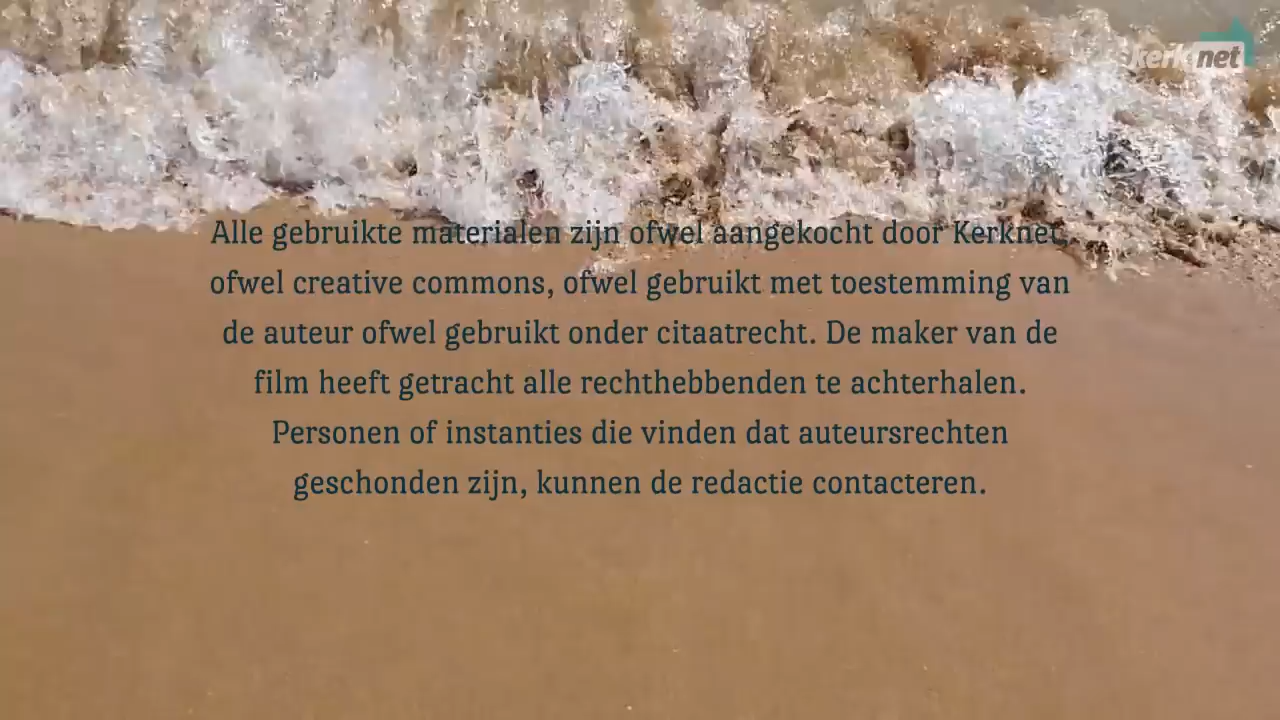 kerknet
Alle gebruikte materialen zijn ofwel aangekocht door Kerknet,
ofwel creative commons, ofwel gebruikt met toestemming van
de auteur ofwel gebruikt onder citaatrecht. De maker van de
film heeft getracht alle rechthebbenden te achterhalen.
Personen of instanties die vinden dat auteursrechten
geschonden zijn, kunnen de redactie contacteren.